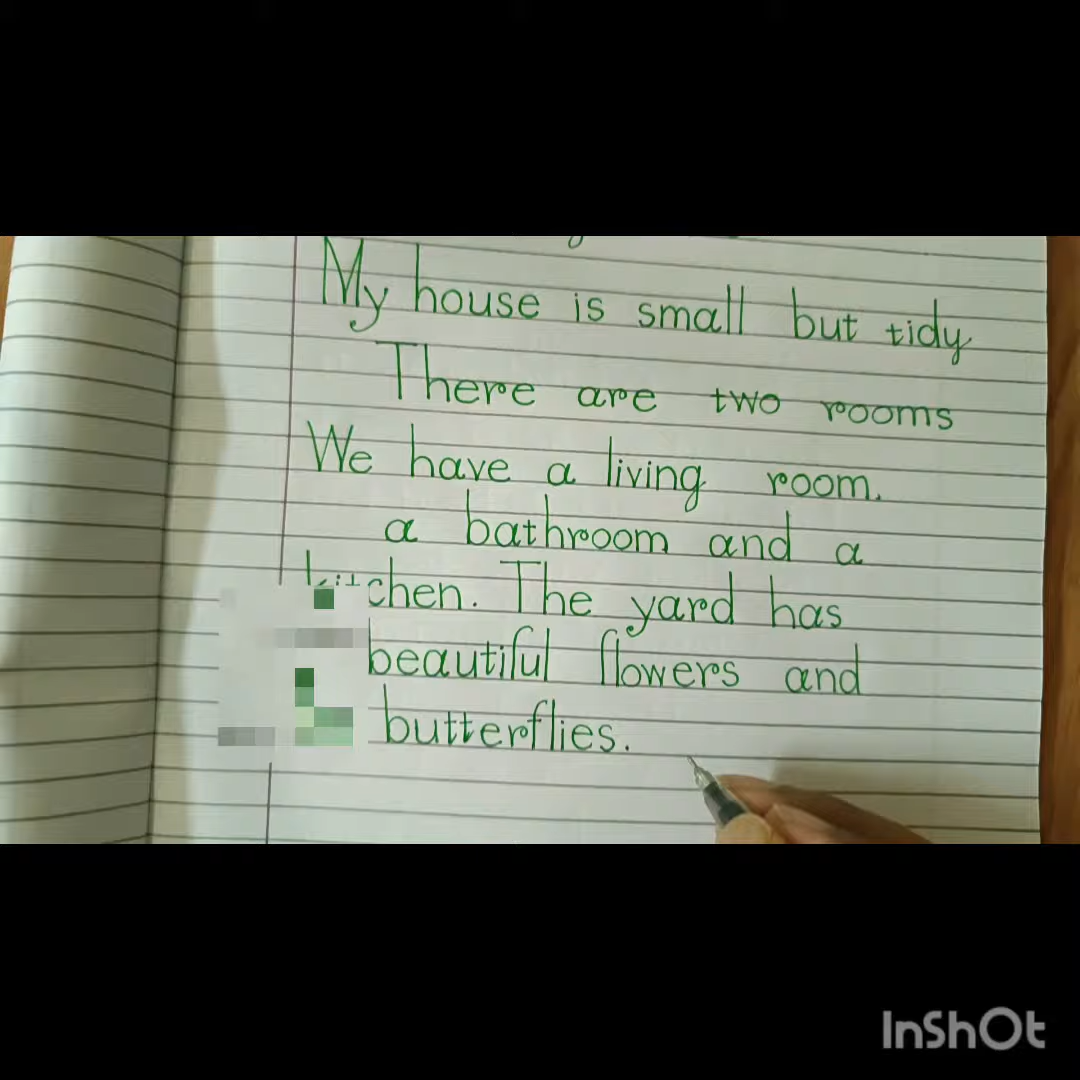 My house is small but tidy
There are two rooms
We have a living room.
a bathroom and a
kitchen. The yard has
beautiful flowers and
butterflies.
InShOt